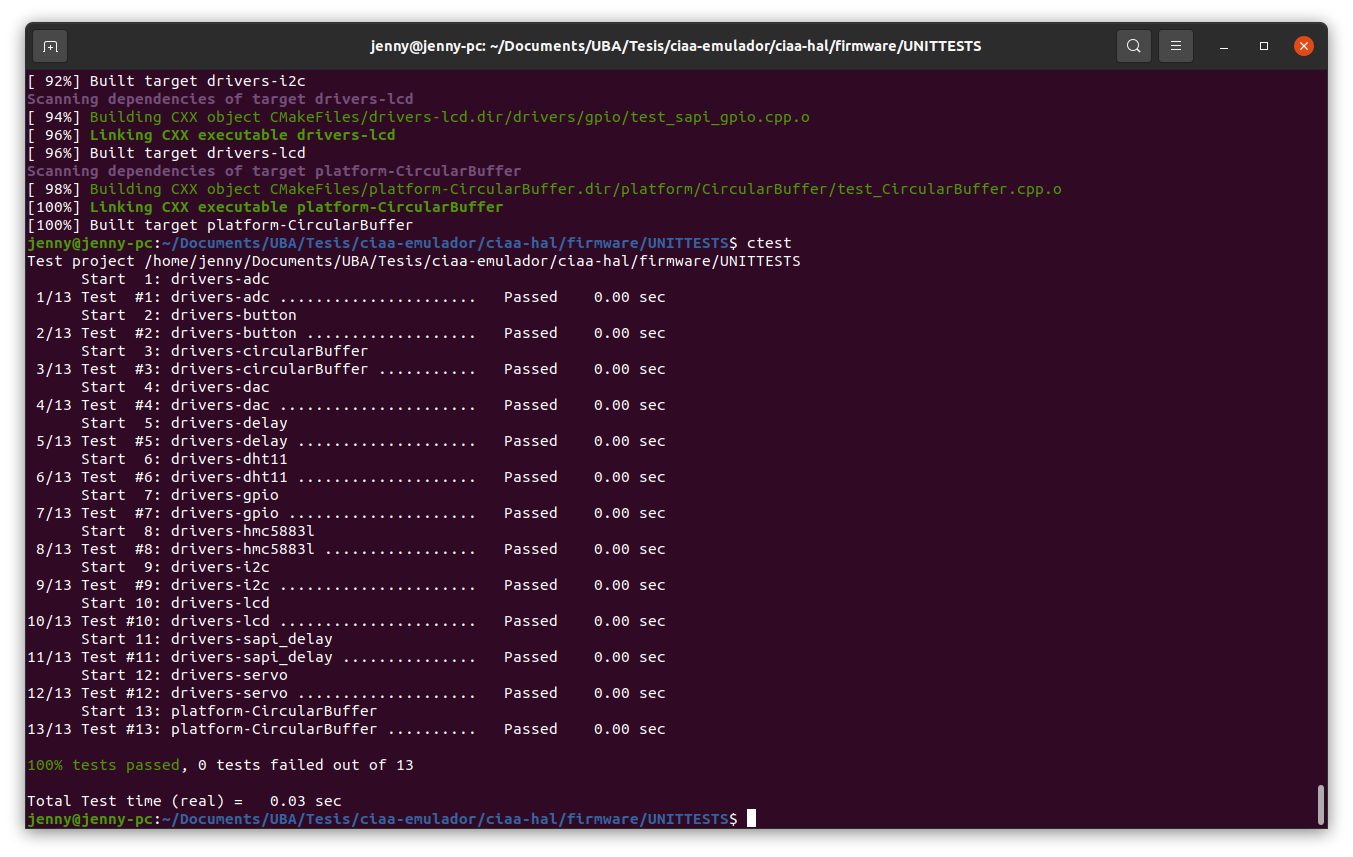 jenny@jenny-pc: ~/Documents/UBA/Tesis/ciaa-emulador/ciaa-hal/firmware/UNITTESTS
[ 92%] Built target drivers-i2c
Scanning dependencies of target drivers-lcd
[ 94%] Building CXX object CMakeFiles/drivers-lcd.dir/drivers/gpio/test_sapi_gpio.cpp.o
[ 96%] Linking CXX executable drivers-lcd
[ 96%] Built target drivers-lcd
Scanning dependencies of target platform-CircularBuffer
[ 98%] Building CXX object CMakeFiles/platform-CircularBuffer.dir/platform/CircularBuffer/test_CircularBuffer.cpp.o
[100%] Linking CXX executable platform-CircularBuffer
[100%] Built target platform-CircularBuffer
jenny@jenny-pc:~/Documents/UBA/Tesis/ciaa-emulador/ciaa-hal/firmware/UNITTESTS$ ctest
Test project /home/jenny/Documents/UBA/Tesis/ciaa-emulador/ciaa-hal/firmware/UNITTESTS
      Start  1: drivers-adc
 1/13 Test  #1: drivers-adc ......................   Passed    0.00 sec
      Start  2: drivers-button
 2/13 Test  #2: drivers-button ...................   Passed    0.00 sec
      Start  3: drivers-circularBuffer
 3/13 Test  #3: drivers-circularBuffer ...........   Passed    0.00 sec
      Start  4: drivers-dac
 4/13 Test  #4: drivers-dac ......................   Passed    0.00 sec
      Start  5: drivers-delay
 5/13 Test  #5: drivers-delay ....................   Passed    0.00 sec
      Start  6: drivers-dht11
 6/13 Test  #6: drivers-dht11 ....................   Passed    0.00 sec
      Start  7: drivers-gpio
 7/13 Test  #7: drivers-gpio .....................   Passed    0.00 sec
      Start  8: drivers-hmc5883l
 8/13 Test  #8: drivers-hmc5883l .................   Passed    0.00 sec
      Start  9: drivers-i2c
 9/13 Test  #9: drivers-i2c ......................   Passed    0.00 sec
      Start 10: drivers-lcd
10/13 Test #10: drivers-lcd ......................   Passed    0.00 sec
      Start 11: drivers-sapi_delay
11/13 Test #11: drivers-sapi_delay ...............   Passed    0.00 sec
      Start 12: drivers-servo
12/13 Test #12: drivers-servo ....................   Passed    0.00 sec
      Start 13: platform-CircularBuffer
13/13 Test #13: platform-CircularBuffer ..........   Passed    0.00 sec

100% tests passed, 0 tests failed out of 13

Total Test time (real) =   0.03 sec
jenny@jenny-pc:~/Documents/UBA/Tesis/ciaa-emulador/ciaa-hal/firmware/UNITTESTS$